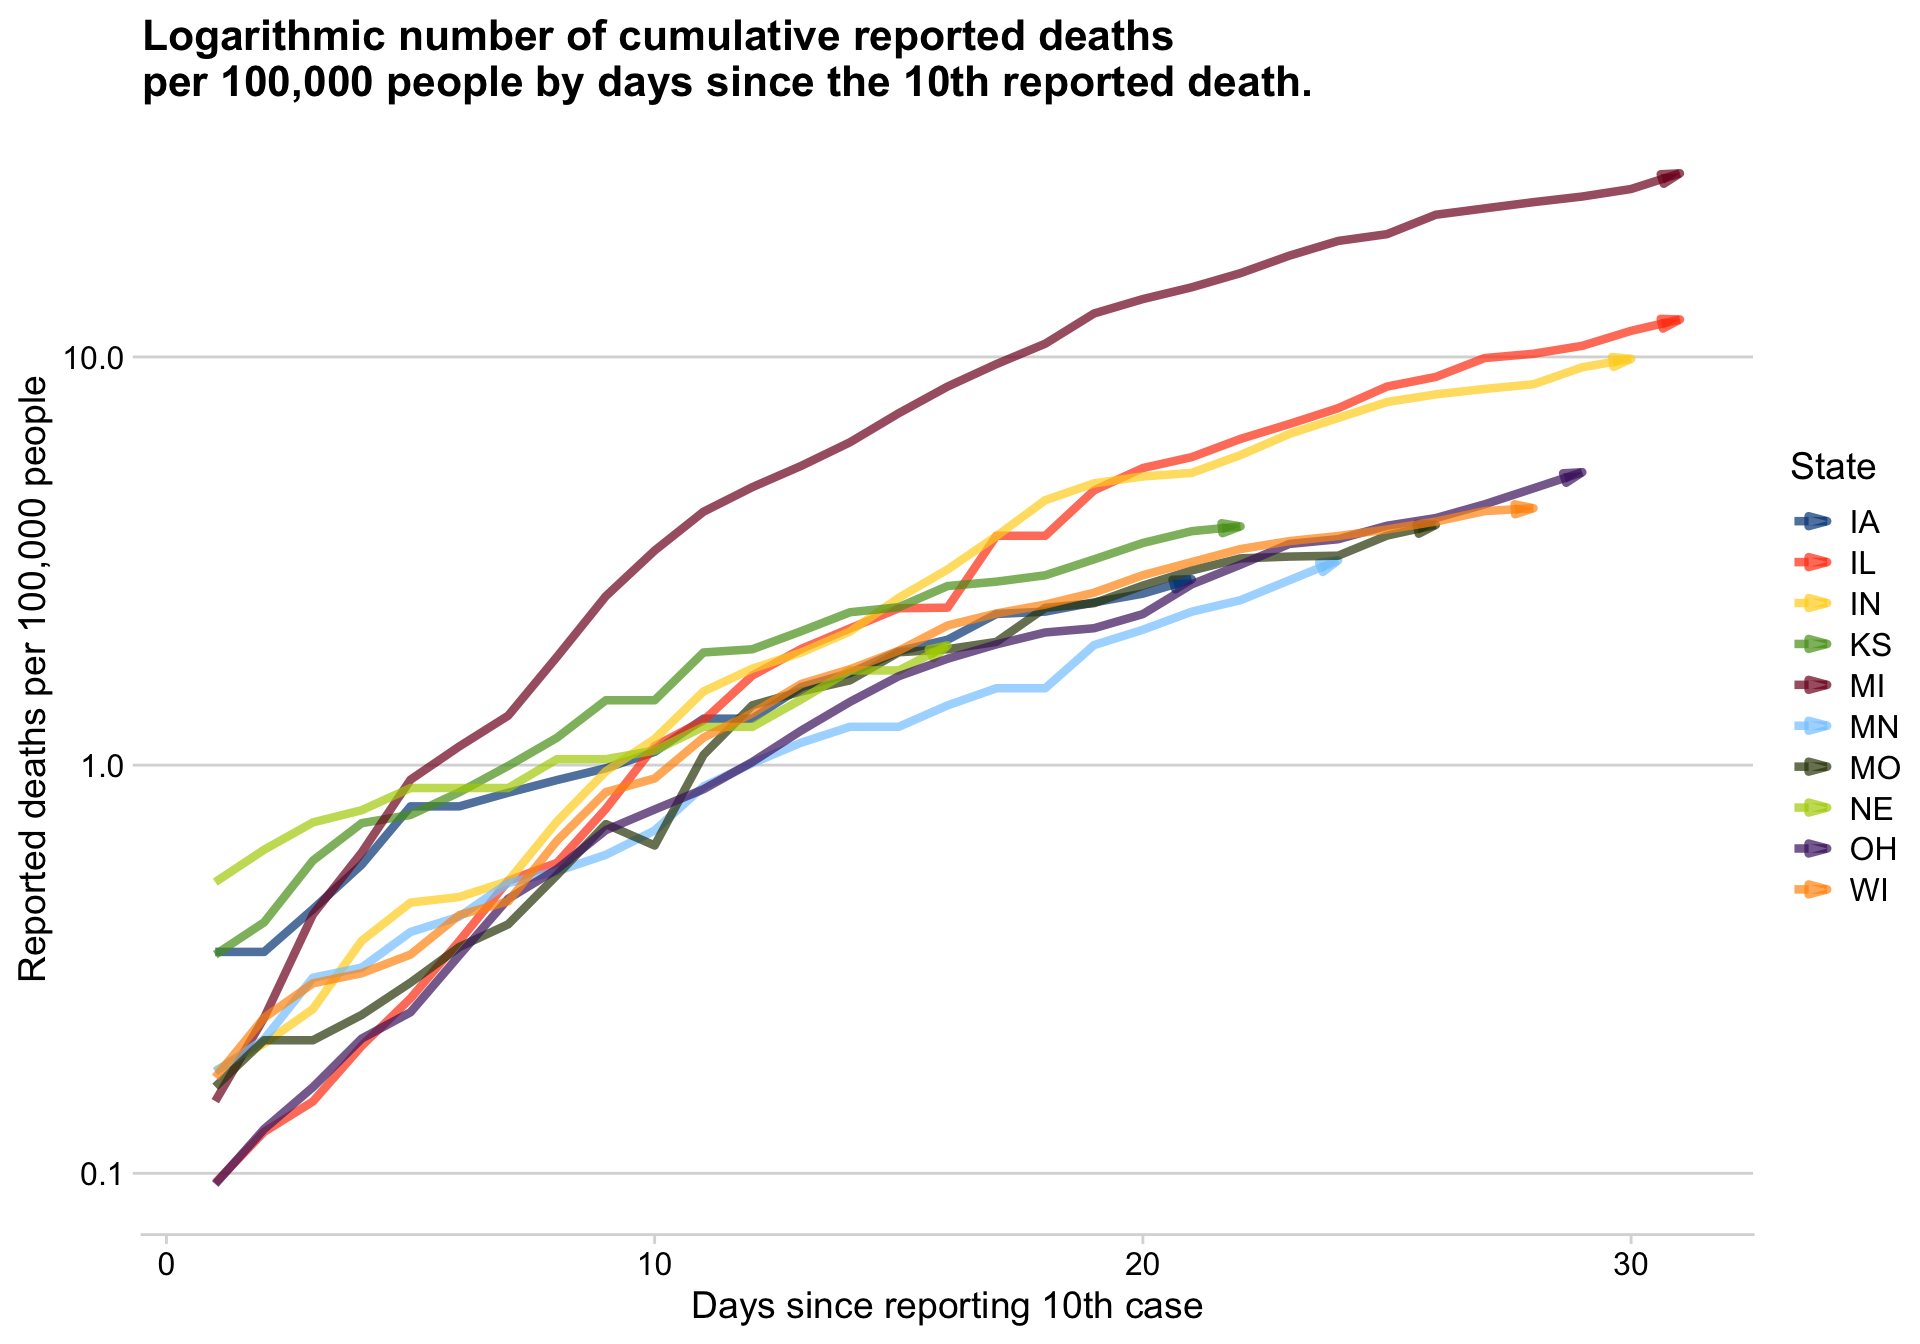 Logarithmic number of cumulative reported deaths
per 100,000 people by days since the 10th reported death.
Reported deaths per 100,000 people
10.0
1.0
0.1
0
10
20
30
Days since reporting 10th case
State
IA
IL
IN
KS
MI
MN
MO
NE
OH
WI